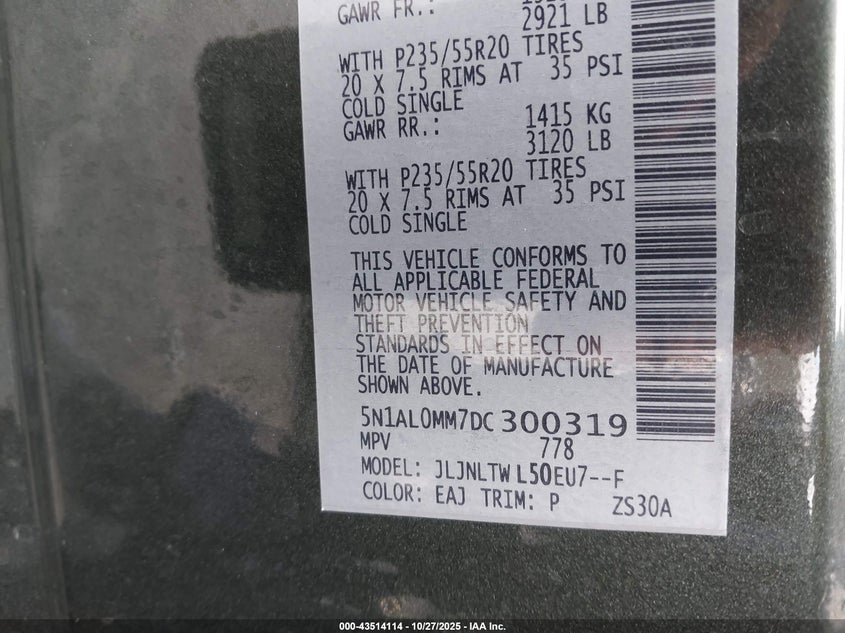 GAWR FR.:
2921 LB
WITH P235/55R20 TIRES
20 X 7.5 RIMS AT 35 PSI
COLD SINGLE
GAWR RR.: 1415 KG
3120 LB
WITH P235/55R20 TIRES
20 X 7.5 RIMS AT 35 PSI
COLD SINGLE
THIS VEHICLE CONFORMS TO
ALL APPLICABLE FEDERAL
MOTOR VEHICLE SAFETY AND
THEFT PREVENTION
STANDARDS IN EFFECT ON
THE DATE OF MANUFACTURE
SHOWN ABOVE.
5N1AL0MM7DC300319
MPV 778
MODEL: JLJNLTWL50EU7--F
COLOR: EAJ TRIM: P ZS30A
000-43514114 - 10/27/2025 - IAA Inc.